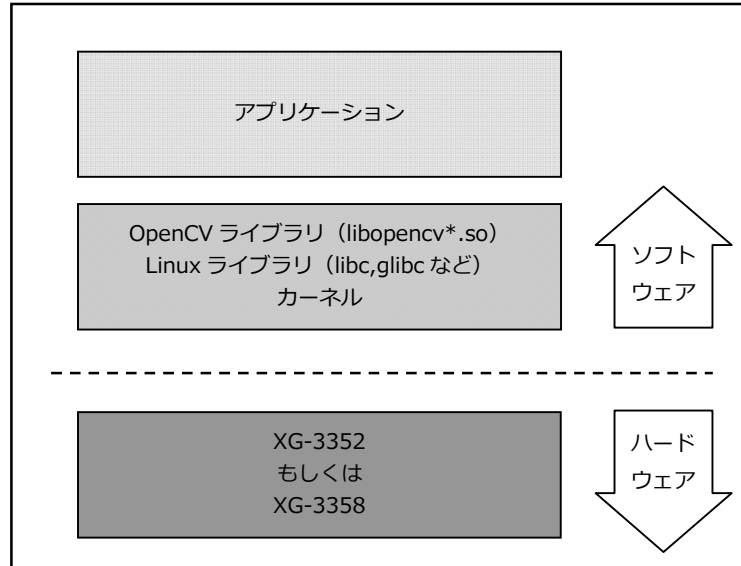 アプリケーション
OpenCV ライブラリ（libopencv*.so）
Linux ライブラリ（libc,glibc など）
カーネル
ソフト
ウェア
XG-3352
もしくは
XG-3358
ハード
ウェア